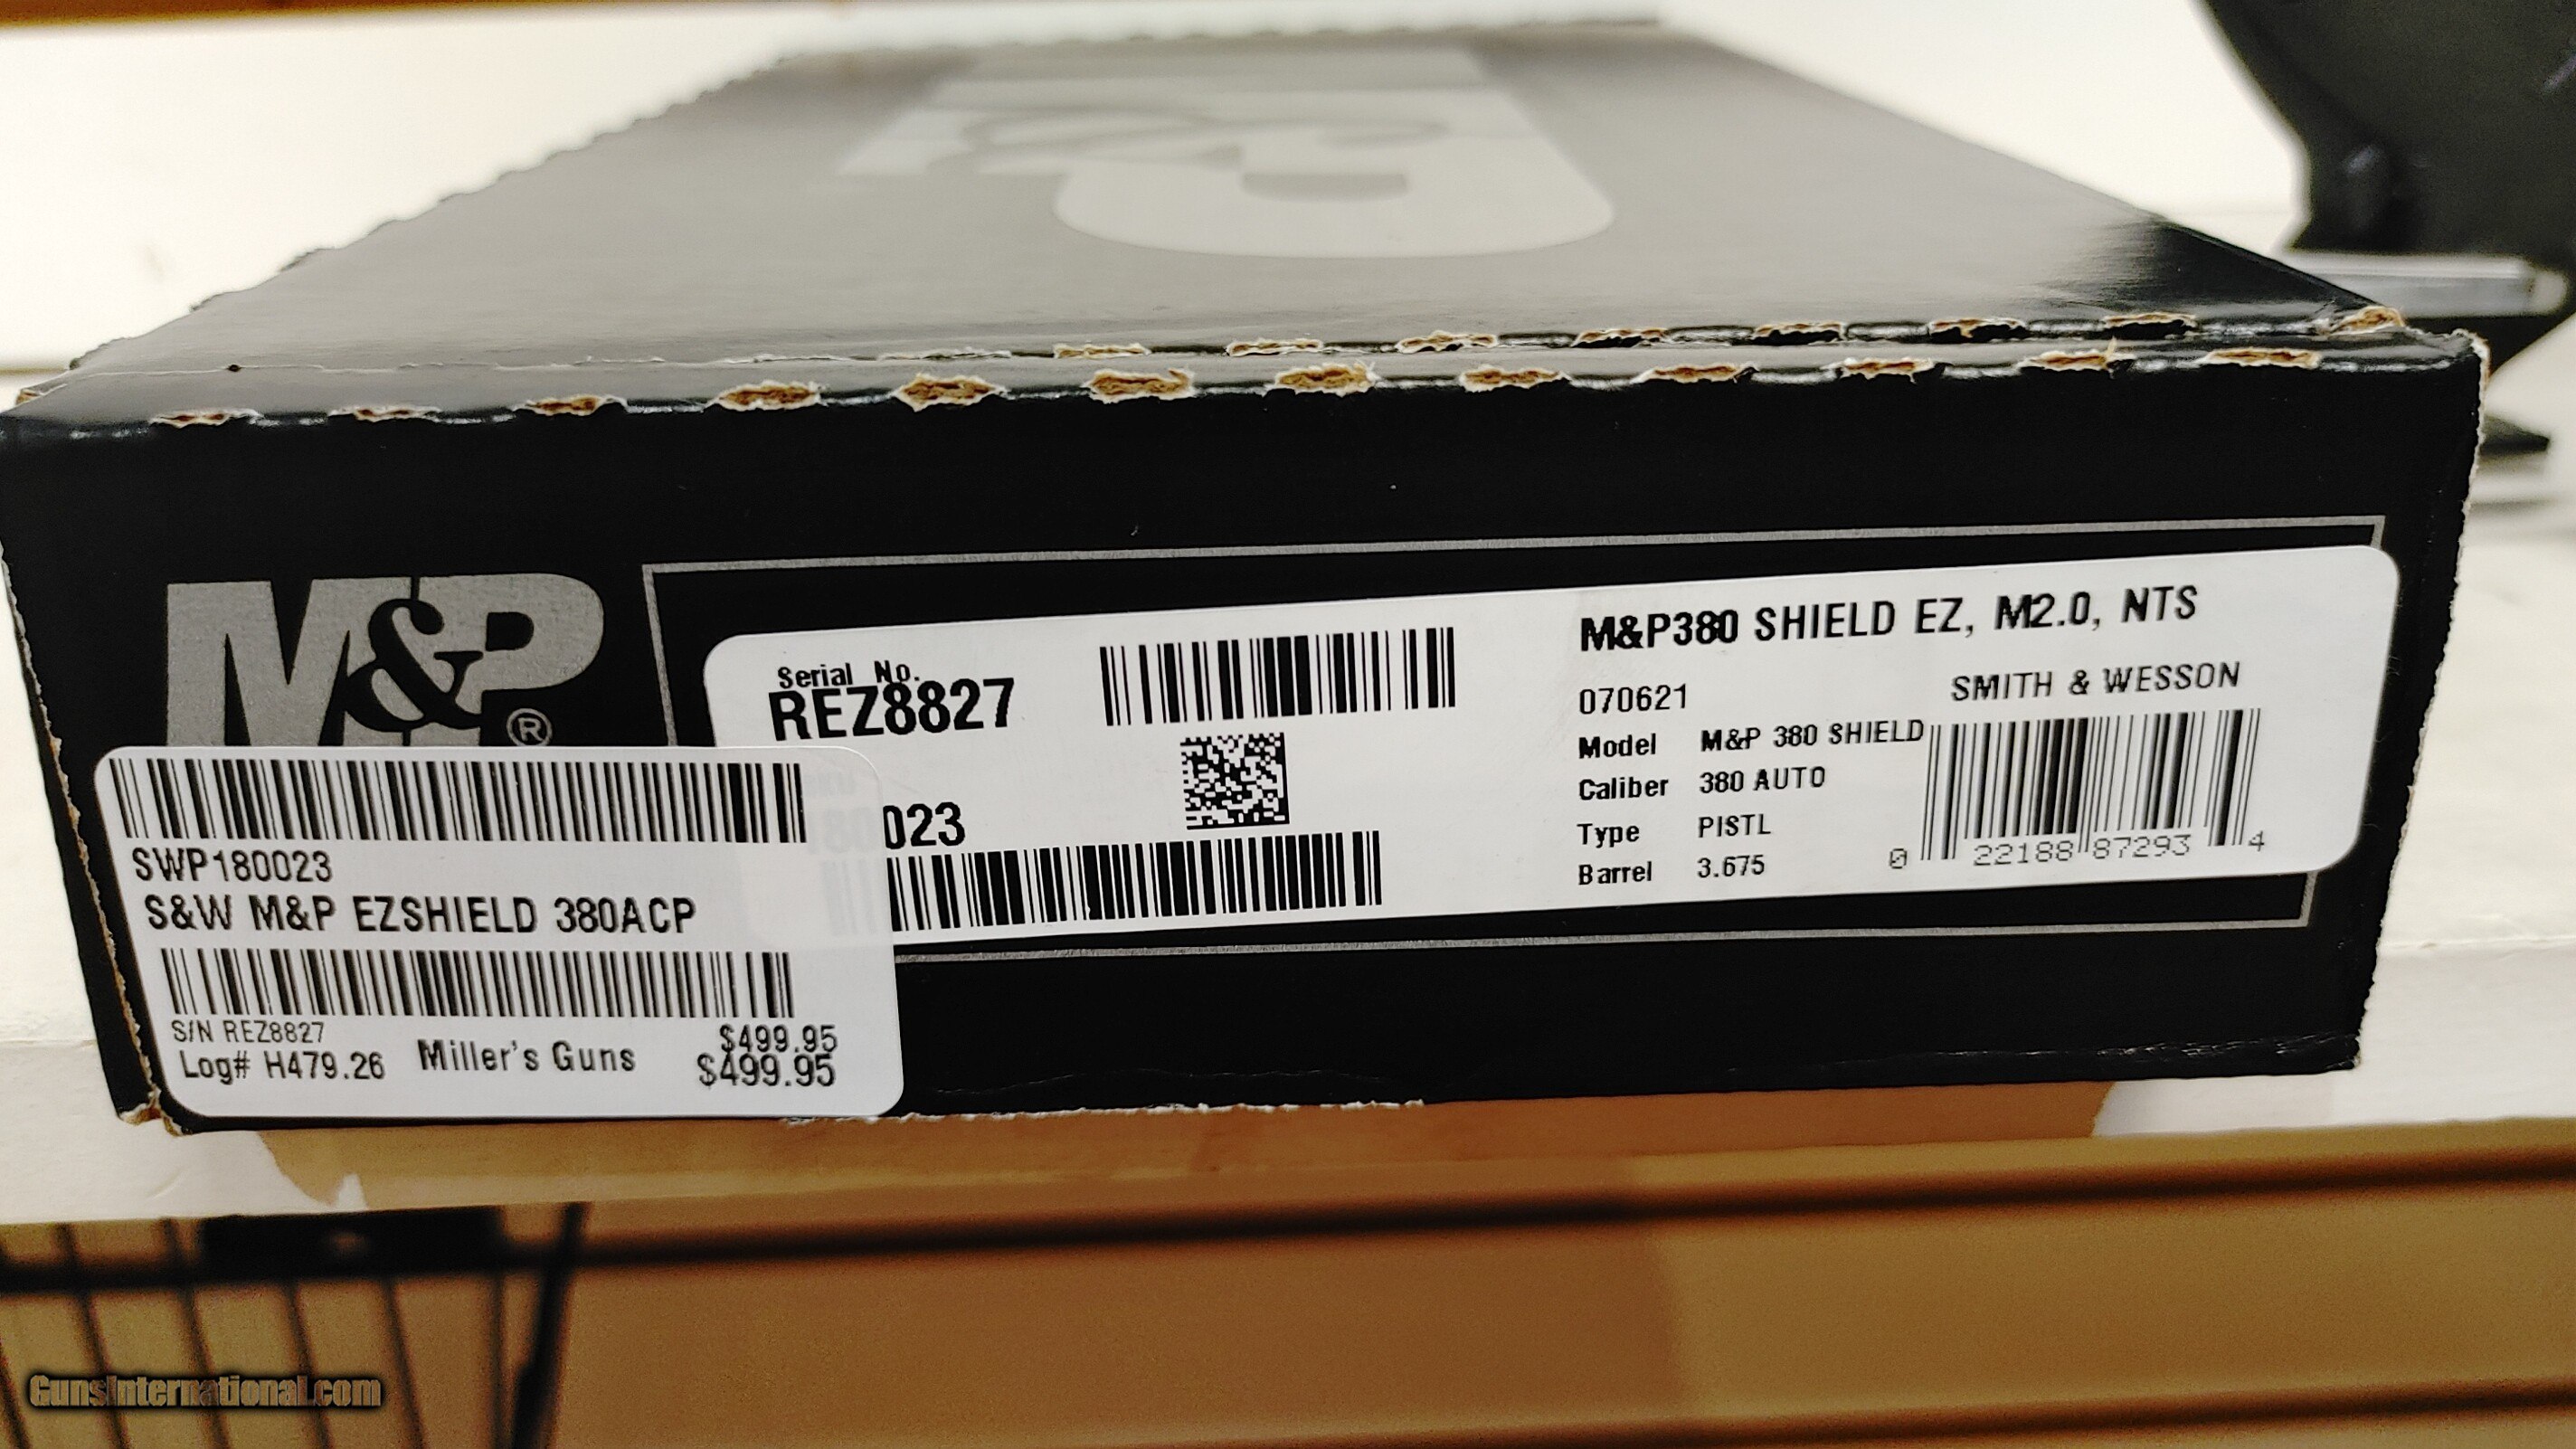 M&P®
Serial No.
REZ8827
023
M&P380 SHIELD EZ, M2.0, NTS
070621
SMITH & WESSON
Model M&P 380 SHIELD
Caliber 380 AUTO
Type PISTL
Barrel 3.675
0 22188 87293 4
SWP180023
S&W M&P EZSHIELD 380ACP
S/N REZ8827
$499.95
Log# H479.26 Miller's Guns $499.95
GunsInternational.com